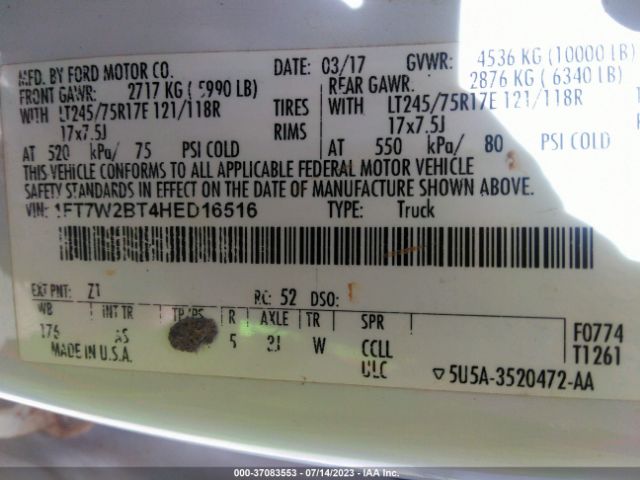 MFD. BY FORD MOTOR CO. DATE: 03/17 GVWR: 4536 KG (10000 LB)
FRONT GAWR: 2717 KG ( 5990 LB) REAR GAWR: 2876 KG ( 6340 LB)
WITH LT245/75R17E 121/118R TIRES WITH LT245/75R17E 121/118R
17x7.5J RIMS 17x7.5J
AT 520 kPa/ 75 PSI COLD AT 550 kPa/ 80 PSI COLD
THIS VEHICLE CONFORMS TO ALL APPLICABLE FEDERAL MOTOR VEHICLE
SAFETY STANDARDS IN EFFECT ON THE DATE OF MANUFACTURE SHOWN ABOVE.
VIN: 1FT7W2BT4HED16516 TYPE: Truck
EXT PNT: Z1 RC: 52 DSO:
WB INT TR TP/PS R AXLE TR SPR F0774
176 AS 5 W CCLL T1261
MADE IN U.S.A. DLC ▽5U5A-3520472-AA
000-37083553 - 07/14/2023 - IAA Inc.